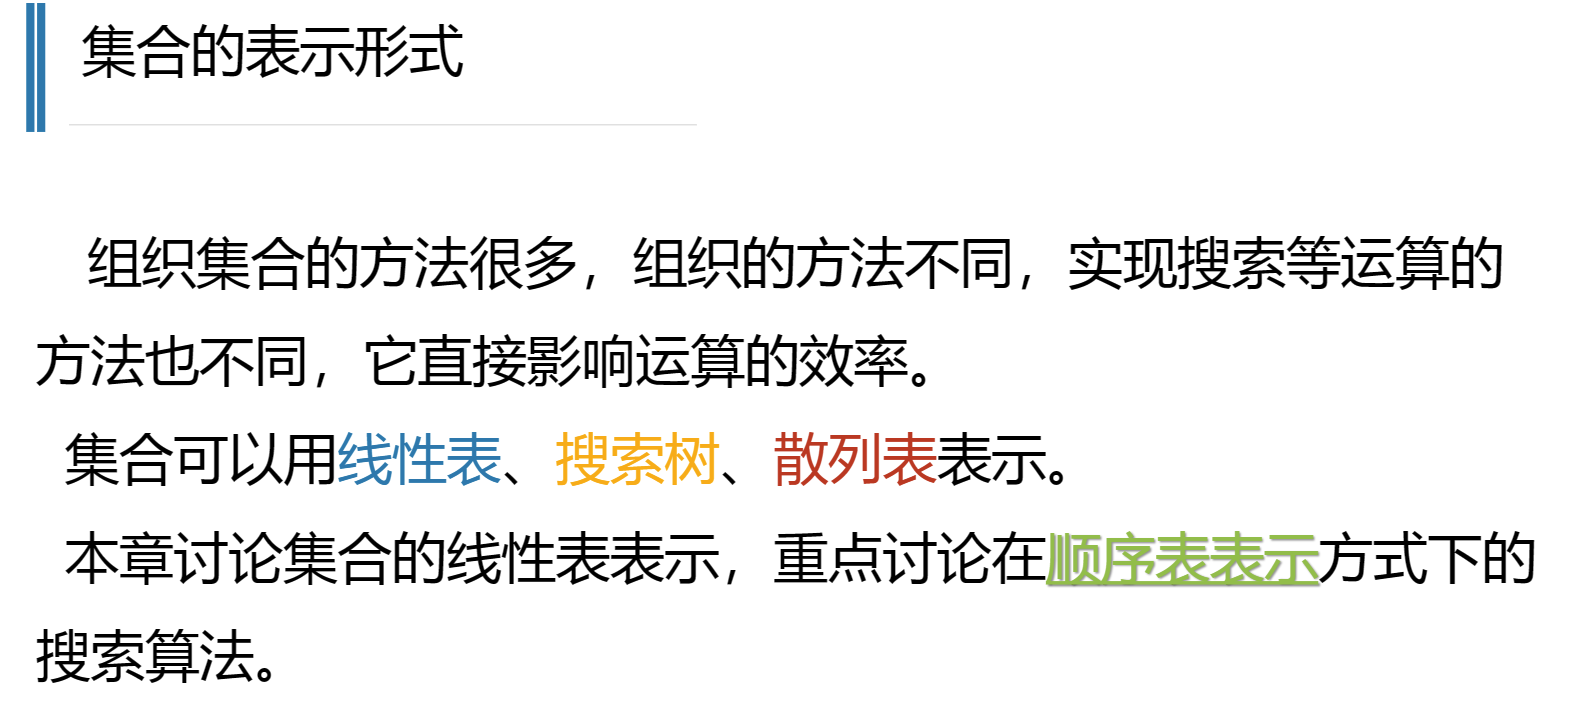 集合的表示形式
组织集合的方法很多，组织的方法不同，实现搜索等运算的
方法也不同，它直接影响运算的效率。
集合可以用线性表、搜索树、散列表表示。
本章讨论集合的线性表表示，重点讨论在顺序表表示方式下的
搜索算法。